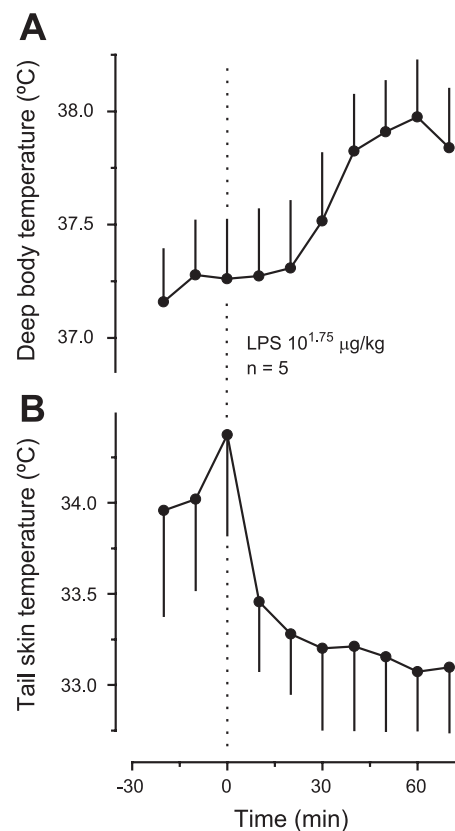 A
Deep body temperature (ºC)
38.0
37.5
37.0
LPS 10^1.75 µg/kg
n = 5
B
Tail skin temperature (ºC)
34.0
33.5
33.0
-30 0 30 60
Time (min)